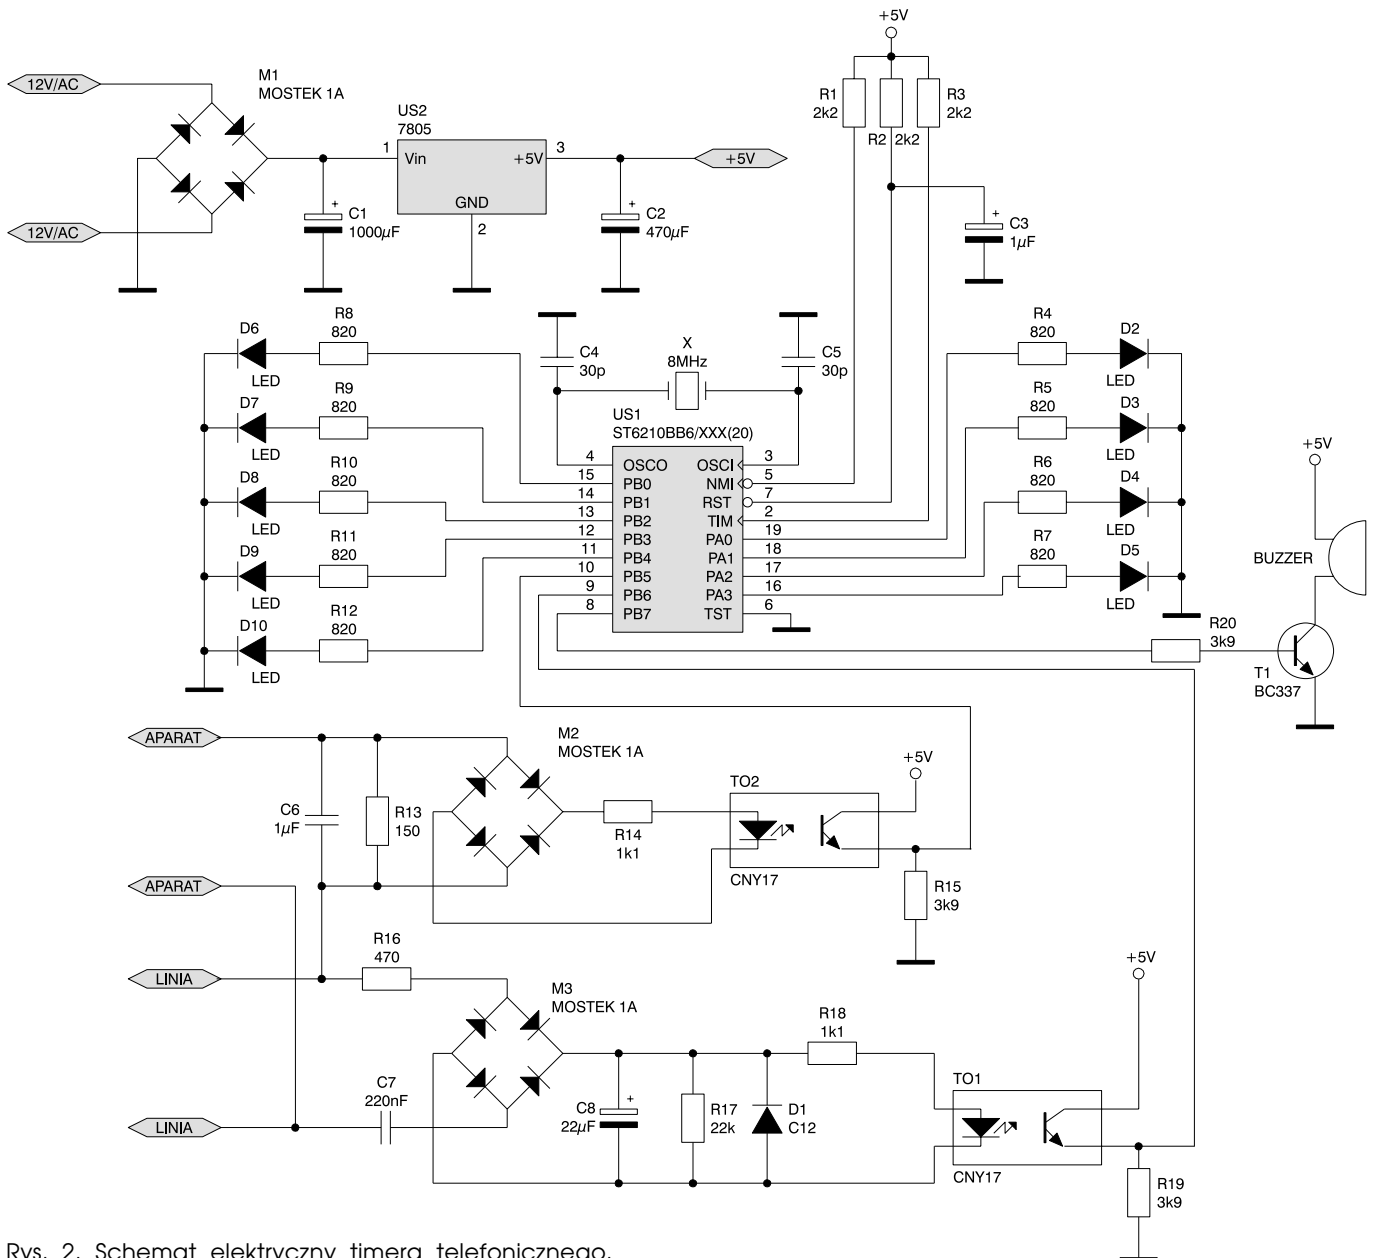 +5V
12V/AC
M1
MOSTEK 1A
US2
7805
1
Vin
+5V
3
GND
2
+5V
12V/AC
+
C1
1000µF
+
C2
470µF
R1
2k2
R2
2k2
R3
2k2
+
C3
1µF
D6
LED
R8
820
D7
LED
R9
820
D8
LED
R10
820
D9
LED
R11
820
D10
LED
R12
820
C4
30p
X
8MHz
C5
30p
US1
ST6210BB6/XXX(20)
4
OSCO
OSCI
3
15
PB0
NMI
5
14
PB1
RST
7
13
PB2
TIM
2
12
PB3
PA0
19
11
PB4
PA1
18
10
PB5
PA2
17
9
PB6
PA3
16
8
PB7
TST
6
R4
820
D2
LED
R5
820
D3
LED
R6
820
D4
LED
R7
820
D5
LED
+5V
BUZZER
R20
3k9
T1
BC337
APARAT
C6
1µF
R13
150
M2
MOSTEK 1A
R14
1k1
TO2
CNY17
+5V
R15
3k9
APARAT
LINIA
R16
470
M3
MOSTEK 1A
LINIA
C7
220nF
+
C8
22µF
R17
22k
D1
C12
R18
1k1
TO1
CNY17
+5V
R19
3k9
Rys. 2. Schemat elektryczny timera telefonicznego.